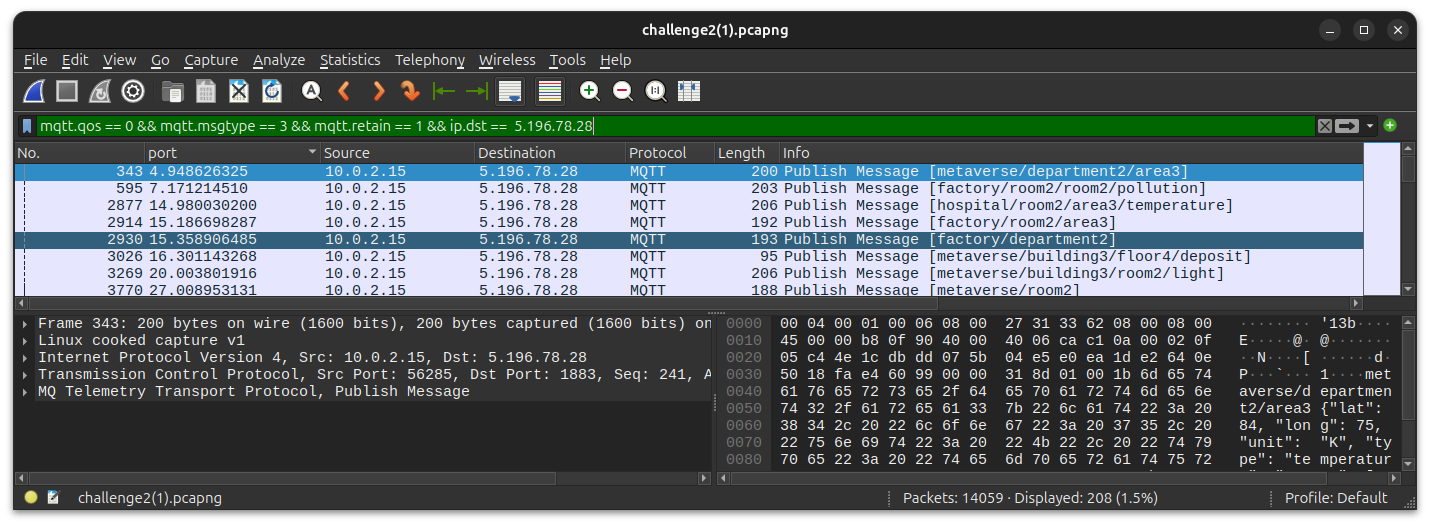 challenge2(1).pcapng
File Edit View Go Capture Analyze Statistics Telephony Wireless Tools Help
mqtt.qos == 0 && mqtt.msgtype == 3 && mqtt.retain == 1 && ip.dst == 5.196.78.28
No. port Source Destination Protocol Length Info
343 4.948626325 10.0.2.15 5.196.78.28 MQTT 200 Publish Message [metaverse/department2/area3]
595 7.171214510 10.0.2.15 5.196.78.28 MQTT 203 Publish Message [factory/room2/room2/pollution]
2877 14.980030200 10.0.2.15 5.196.78.28 MQTT 206 Publish Message [hospital/room2/area3/temperature]
2914 15.186698287 10.0.2.15 5.196.78.28 MQTT 192 Publish Message [factory/room2/area3]
2930 15.358906485 10.0.2.15 5.196.78.28 MQTT 193 Publish Message [factory/department2]
3026 16.301143268 10.0.2.15 5.196.78.28 MQTT 95 Publish Message [metaverse/building3/floor4/deposit]
3269 20.003801916 10.0.2.15 5.196.78.28 MQTT 206 Publish Message [metaverse/building3/room2/light]
3770 27.008953131 10.0.2.15 5.196.78.28 MQTT 188 Publish Message [metaverse/room2]
Frame 343: 200 bytes on wire (1600 bits), 200 bytes captured (1600 bits) on
Linux cooked capture v1
Internet Protocol Version 4, Src: 10.0.2.15, Dst: 5.196.78.28
Transmission Control Protocol, Src Port: 56285, Dst Port: 1883, Seq: 241, A
MQ Telemetry Transport Protocol, Publish Message
0000 00 04 00 01 00 06 08 00 27 31 33 62 08 00 08 00 ········ '13b····
0010 45 00 00 b8 0f 90 40 00 40 06 ca c1 0a 00 02 0f E·····@· @·······
0020 05 c4 4e 1c db dd 07 5b 04 e5 e0 ea 1d e2 64 0e ··N····[ ······d·
0030 50 18 fa e4 60 99 00 00 31 8d 01 00 1b 6d 65 74 P···`··· 1····met
0040 61 76 65 72 73 65 2f 64 65 70 61 72 74 6d 65 6e averse/d epartmen
0050 74 32 2f 61 72 65 61 33 7b 22 6c 61 74 22 3a 20 t2/area3 {"lat":
0060 38 34 2c 20 22 6c 6f 6e 67 22 3a 20 37 35 2c 20 84, "lon g": 75,
0070 22 75 6e 69 74 22 3a 20 22 4b 22 2c 20 22 74 79 "unit": "K", "ty
0080 70 65 22 3a 20 22 74 65 6d 70 65 72 61 74 75 72 pe": "te mperatur
challenge2(1).pcapng
Packets: 14059 · Displayed: 208 (1.5%)
Profile: Default